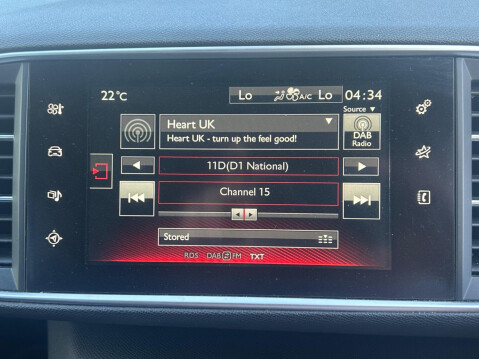 22°C
Lo A/C Lo
04:34
Source ▼
Heart UK ▼
Heart UK - turn up the feel good!
DAB
Radio
11D(D1 National)
Channel 15
Stored
RDS DAB FM TXT